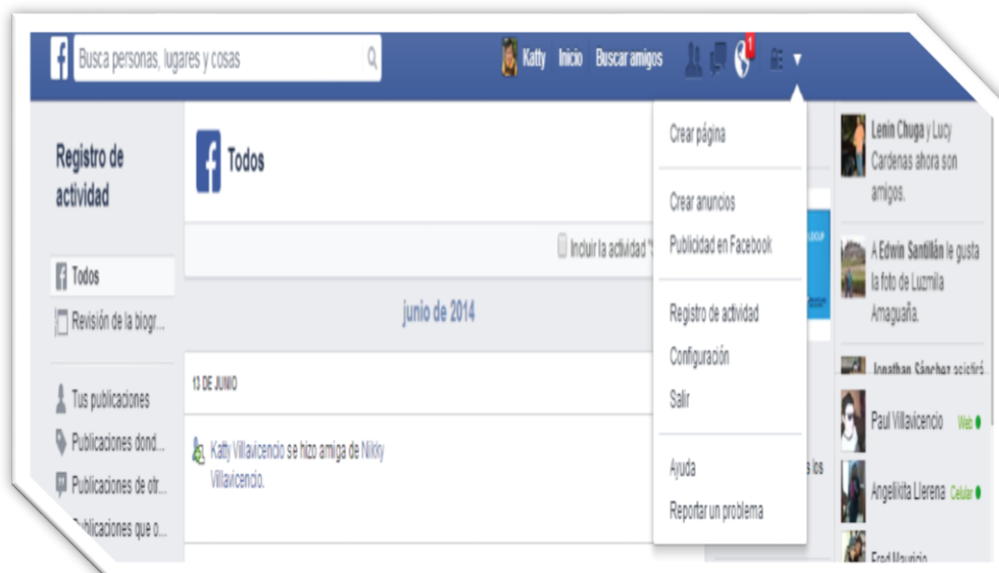 Busca personas, lugares y cosas
Katty Inicio Buscar amigos
1
Registro de
actividad
Todos
Revisión de la biogr...
Tus publicaciones
Publicaciones dond...
Publicaciones de otr...
Publicaciones que o...
Todos
Incluir la actividad
junio de 2014
13 DE JUNIO
Katty Villavicencio se hizo amiga de Nikky
Villavicencio.
Crear página
Crear anuncios
Publicidad en Facebook
Registro de actividad
Configuración
Salir
Ayuda
Reportar un problema
los
Lenin Chuga y Lucy
Cardenas ahora son
amigos.
A Edwin Santillán le gusta
la foto de Luzmila
Amaguaña.
Jonathan Sánchez asistirá
Paul Villavicencio Web
Angelikita Llerena Celular
Fred Mauricio